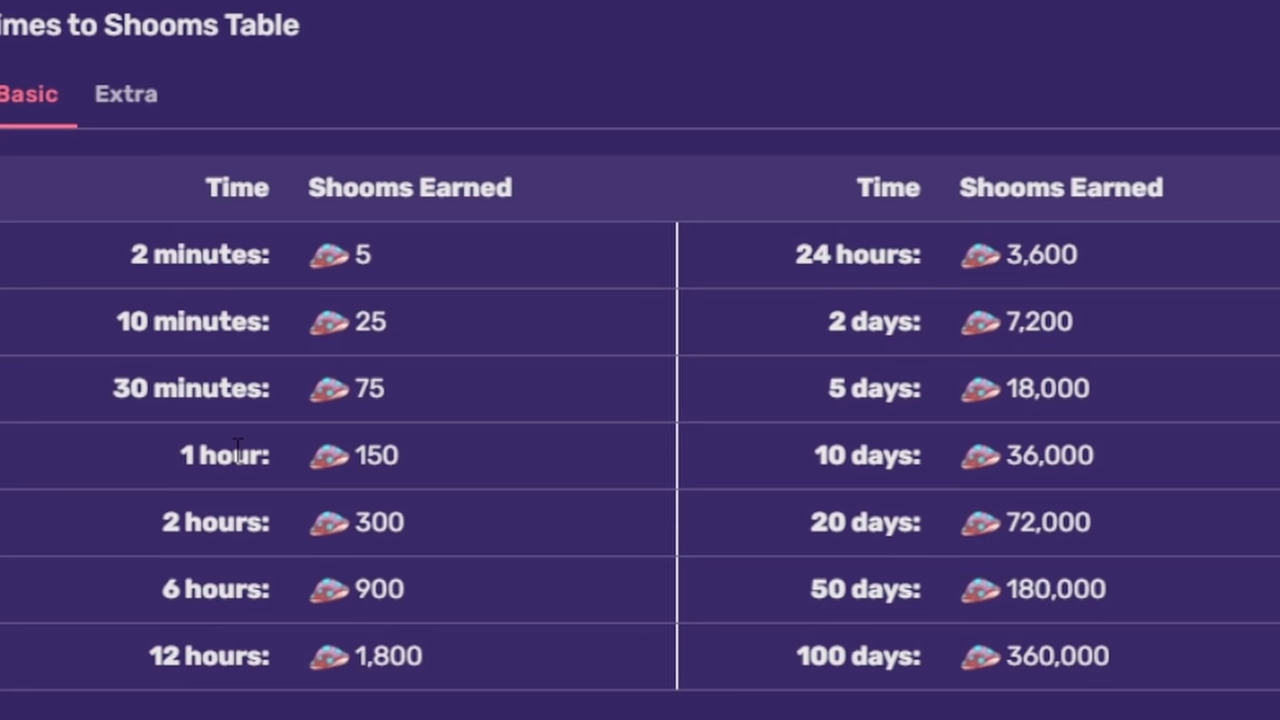 imes to Shooms Table
Basic Extra
Time Shooms Earned Time Shooms Earned
2 minutes: 5 24 hours: 3,600
10 minutes: 25 2 days: 7,200
30 minutes: 75 5 days: 18,000
1 hour: 150 10 days: 36,000
2 hours: 300 20 days: 72,000
6 hours: 900 50 days: 180,000
12 hours: 1,800 100 days: 360,000